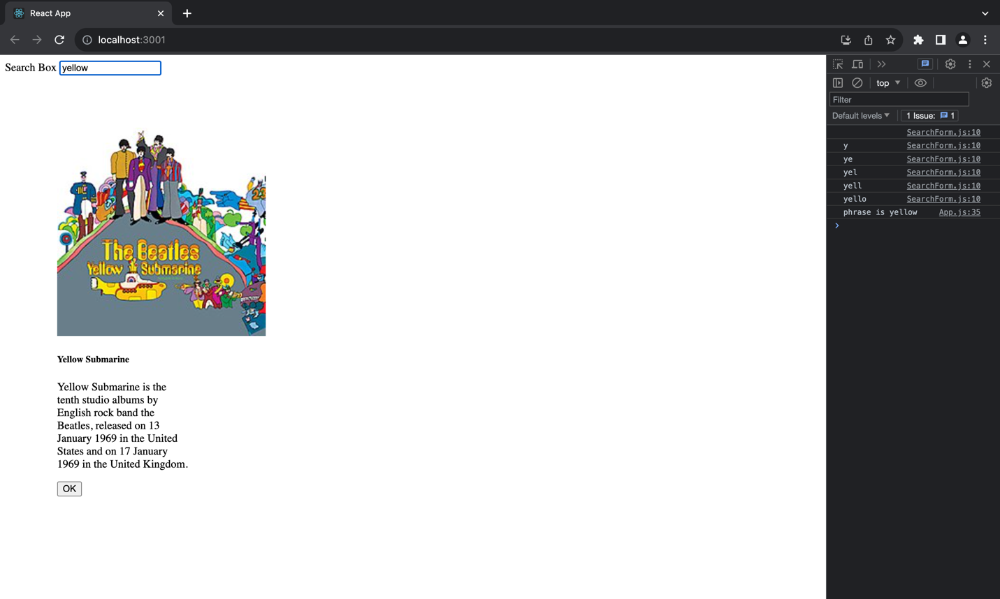 React App
localhost:3001
Search Box yellow
The Beatles
Yellow Submarine
Yellow Submarine
Yellow Submarine is the
tenth studio albums by
English rock band the
Beatles, released on 13
January 1969 in the United
States and on 17 January
1969 in the United Kingdom.
OK
top
Filter
Default levels 1 Issue: 1
SearchForm.js:10
y SearchForm.js:10
ye SearchForm.js:10
yel SearchForm.js:10
yell SearchForm.js:10
yello SearchForm.js:10
phrase is yellow App.js:35